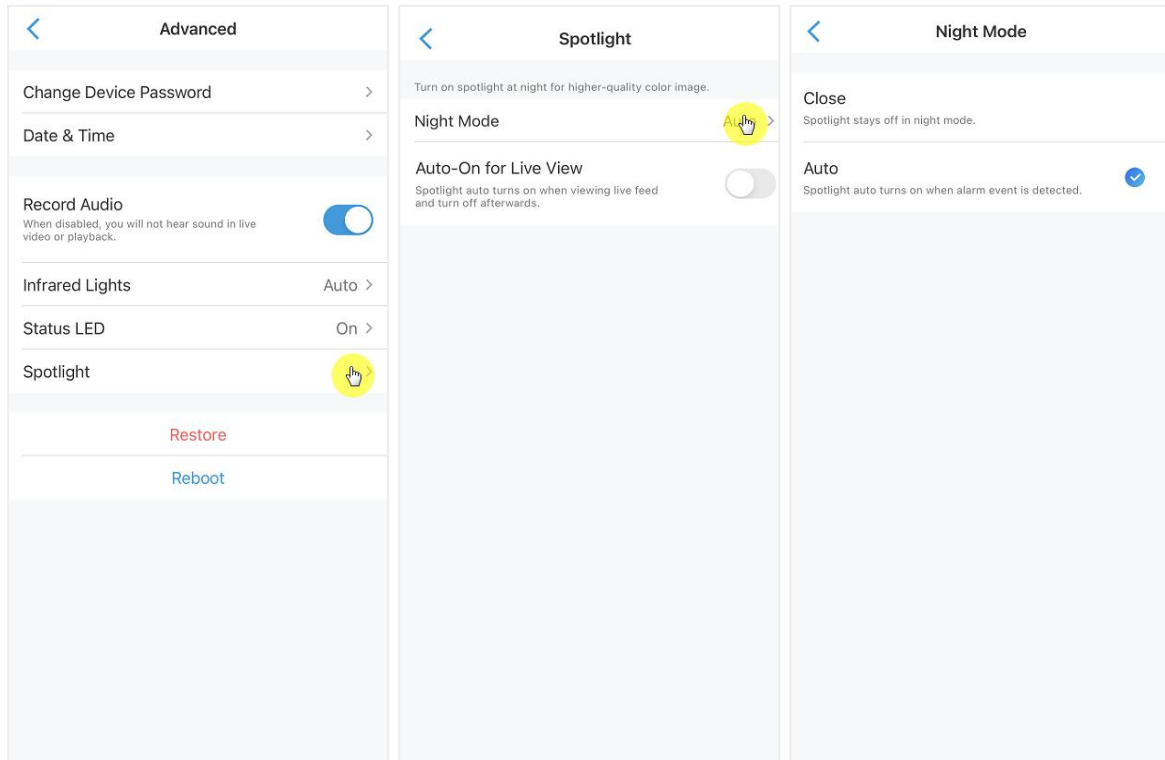 Advanced
Change Device Password
Date & Time
Record Audio
When disabled, you will not hear sound in live
video or playback.
Infrared Lights
Auto
Status LED
On
Spotlight
Restore
Reboot
Spotlight
Turn on spotlight at night for higher-quality color image.
Night Mode
Auto-On for Live View
Spotlight auto turns on when viewing live feed
and turn off afterwards.
Night Mode
Close
Spotlight stays off in night mode.
Auto
Spotlight auto turns on when alarm event is detected.